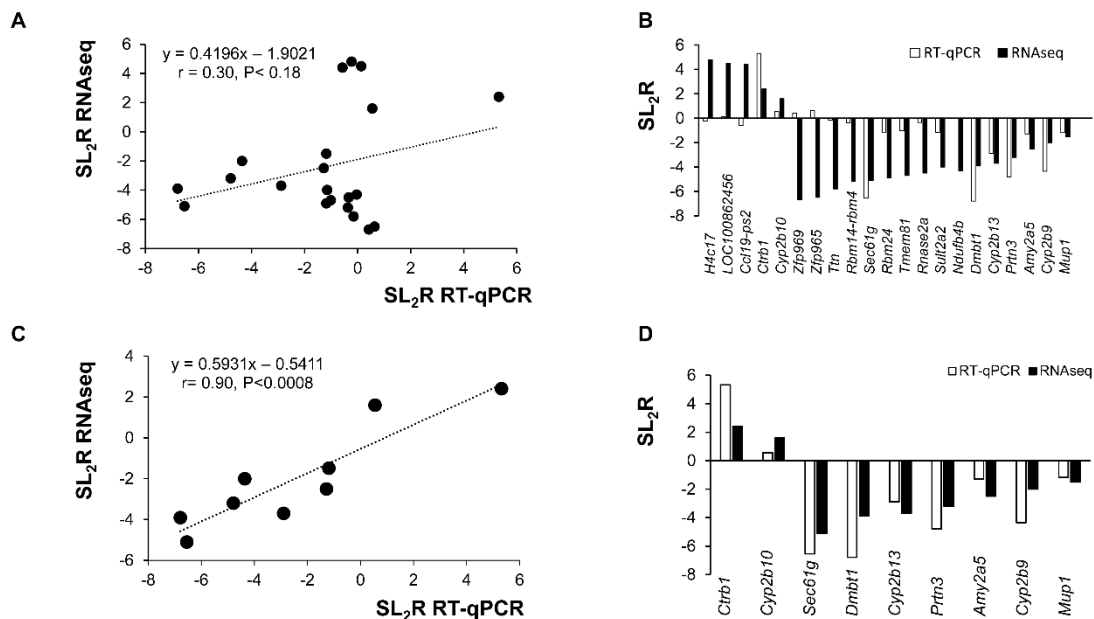 A
SL₂R RNAseq
y = 0.4196x – 1.9021
r = 0.30, P< 0.18
6
4
2
0
-2
-4
-6
-8
-8 -6 -4 -2 0 2 4 6
SL₂R RT-qPCR
B
SL₂R
RT-qPCR RNAseq
6
4
2
0
-2
-4
-6
-8
H4c17
LOC100862456
Ccl19-ps2
Ctrb1
Cyp2b10
Zfp969
Zfp965
Ttn
Rbm14-rbm4
Sec61g
Rbm24
Tmem81
Rnase2a
Sult2a2
Ndufb4b
Dmbt1
Cyp2b13
Prtn3
Amy2a5
Cyp2b9
Mup1
C
SL₂R RNAseq
y = 0.5931x – 0.5411
r= 0.90, P<0.0008
4
2
0
-2
-4
-6
-8 -6 -4 -2 0 2 4 6
SL₂R RT-qPCR
D
SL₂R
RT-qPCR RNAseq
6
4
2
0
-2
-4
-6
-8
Ctrb1
Cyp2b10
Sec61g
Dmbt1
Cyp2b13
Prtn3
Amy2a5
Cyp2b9
Mup1